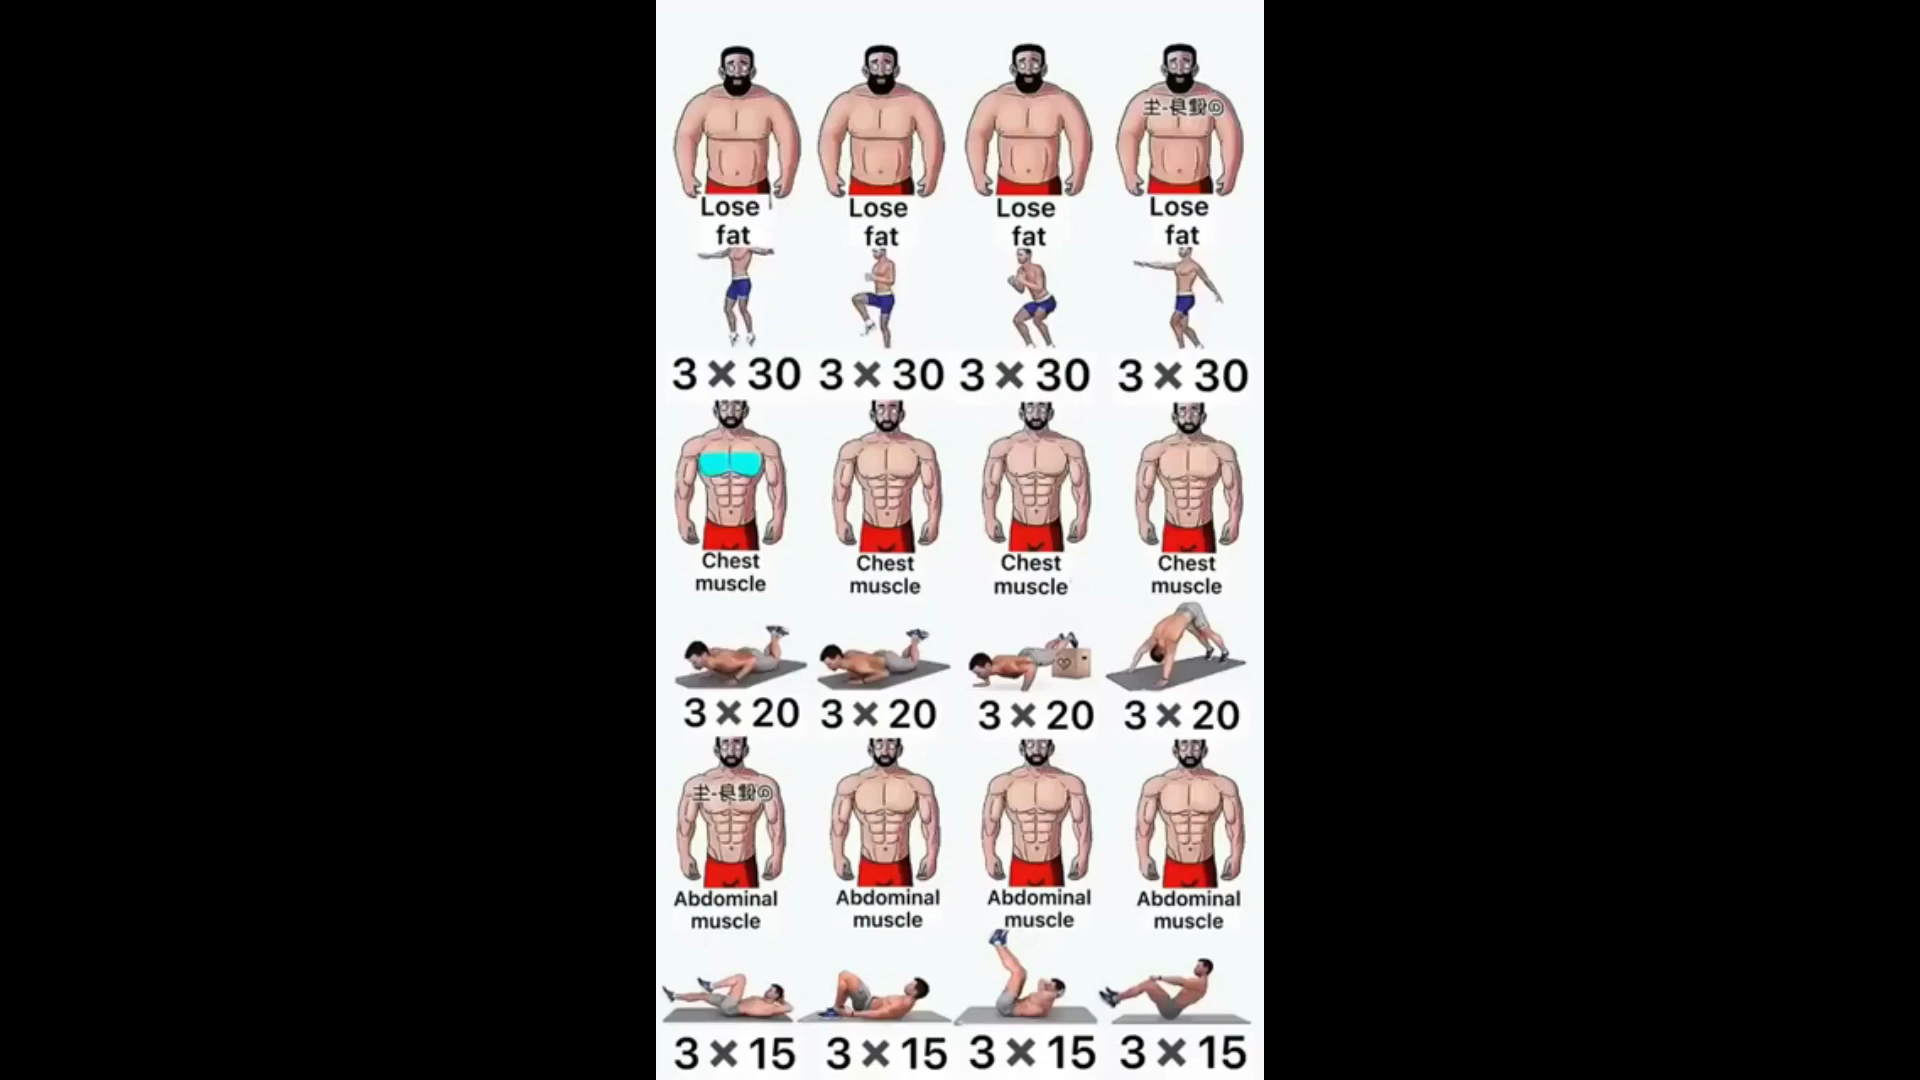 Lose Lose Lose Lose
fat fat fat fat
3 × 30 3 × 30 3 × 30 3 × 30
Chest Chest Chest Chest
muscle muscle muscle muscle
3 × 20 3 × 20 3 × 20 3 × 20
Abdominal Abdominal Abdominal Abdominal
muscle muscle muscle muscle
3 × 15 3 × 15 3 × 15 3 × 15